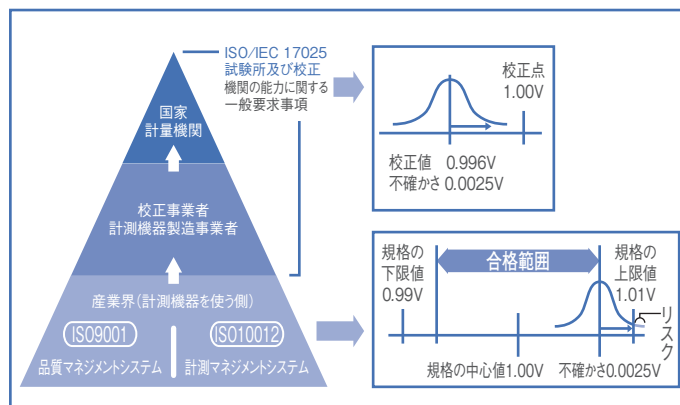 ISO/IEC 17025
試験所及び校正
機関の能力に関する
一般要求事項
国家
計量機関
校正事業者
計測機器製造事業者
産業界(計測機器を使う側)
ISO9001
ISO10012
品質マネジメントシステム
計測マネジメントシステム
校正点
1.00V
校正値 0.996V
不確かさ0.0025V
規格の
下限値
0.99V
合格範囲
規格の
上限値
1.01V
リスク
規格の中心値1.00V
不確かさ0.0025V